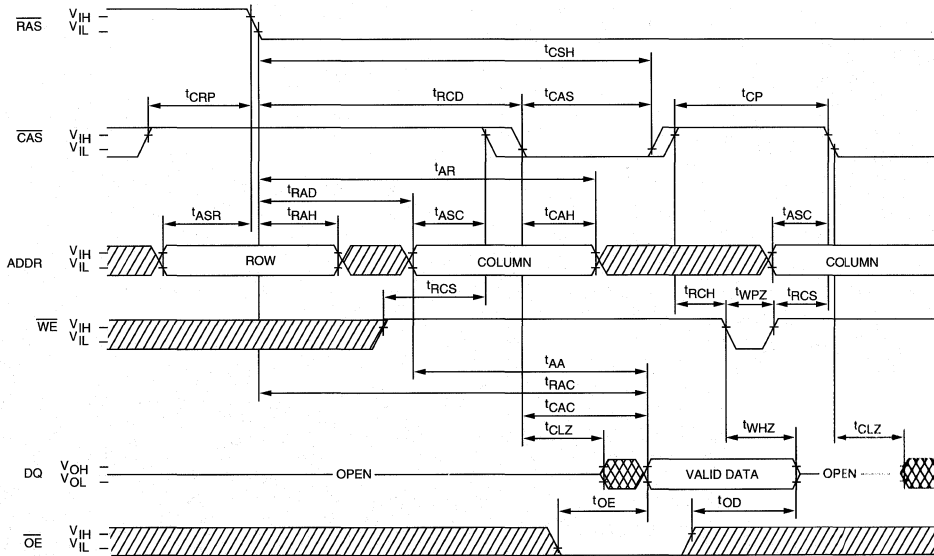 RAS VIH
VIL
tCSH
tCRP tRCD tCAS tCP
CAS VIH
VIL
tAR
tRAD
tASR tRAH tASC tCAH tASC
ADDR VIH
VIL
ROW COLUMN COLUMN
tRCS tRCH tWPZ tRCS
WE VIH
VIL
tAA
tRAC
tCAC
tCLZ tWHZ tCLZ
DQ VOH
VOL
OPEN VALID DATA OPEN
tOE tOD
OE VIH
VIL